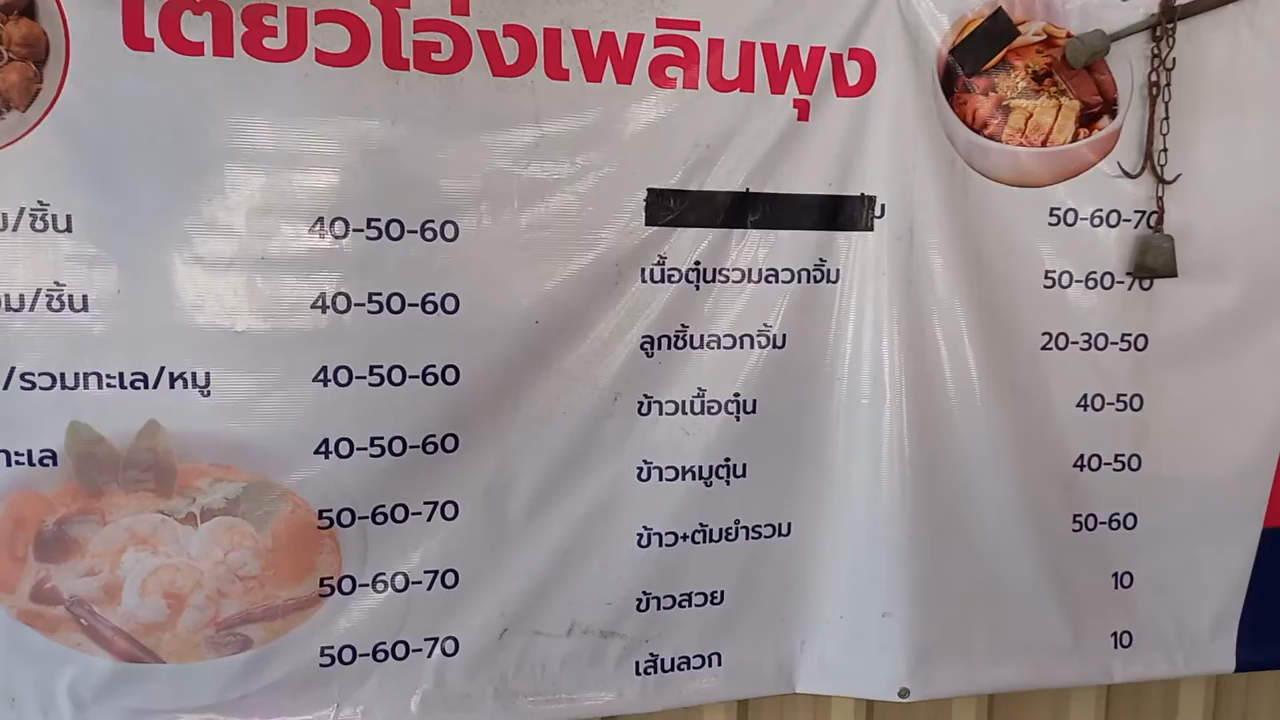 เตี๋ยวโอ่งเพลินพุง
/ชิ้น 40-50-60
/ชิ้น 40-50-60
/รวมทะเล/หมู 40-50-60
ทะเล 40-50-60
50-60-70
50-60-70
50-60-70
50-60-70
เนื้อตุ๋นรวมลวกจิ้ม 50-60-70
ลูกชิ้นลวกจิ้ม 20-30-50
ข้าวเนื้อตุ๋น 40-50
ข้าวหมูตุ๋น 40-50
ข้าว+ต้มยำรวม 50-60
ข้าวสวย 10
เส้นลวก 10